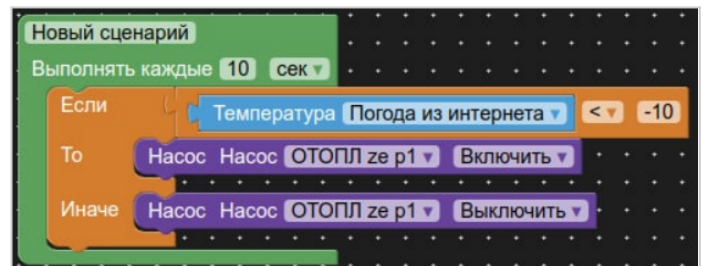 Новый сценарий
Выполнять каждые 10 сек
Если Температура Погода из интернета < -10
То Насос Насос ОТОПЛ ze p1 Включить
Иначе Насос Насос ОТОПЛ ze p1 Выключить